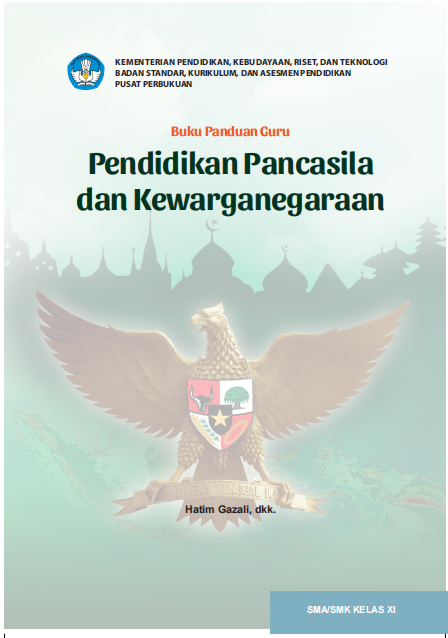 KEMENTERIAN PENDIDIKAN, KEBUDAYAAN, RISET, DAN TEKNOLOGI
BADAN STANDAR, KURIKULUM, DAN ASESMEN PENDIDIKAN
PUSAT PERBUKUAN
Buku Panduan Guru
Pendidikan Pancasila
dan Kewarganegaraan
Hatim Gazali, dkk.
SMA/SMK KELAS XI